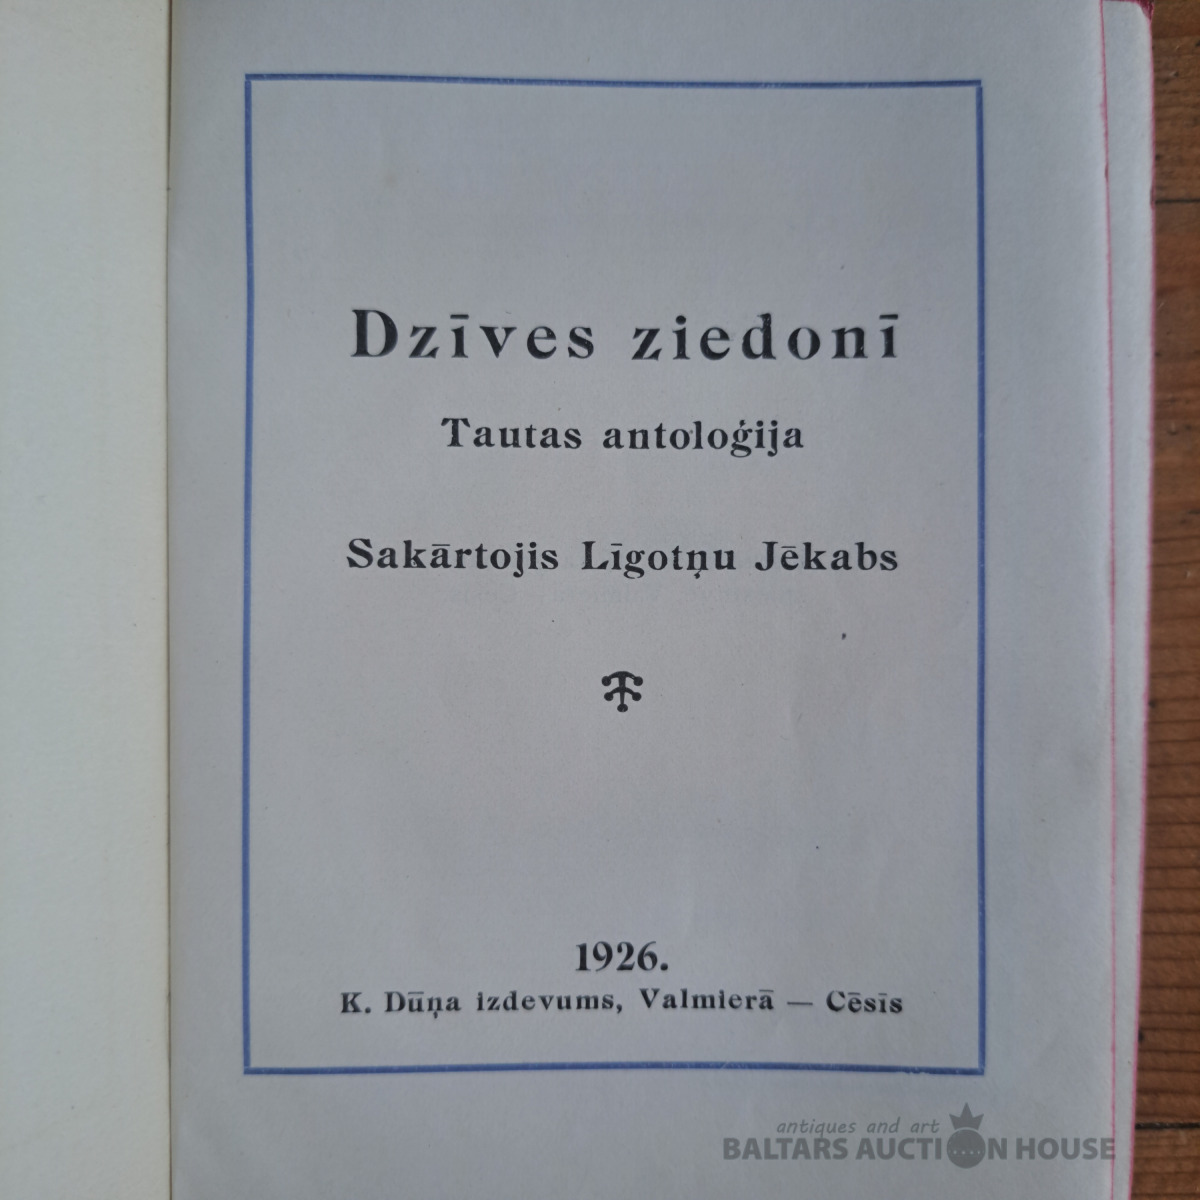 Dzīves ziedonī
Tautas antoloģija
Sakārtojis Līgotņu Jēkabs
1926.
K. Dūņa izdevums, Valmierā — Cēsīs
antiques and art
BALTARS AUCTION HOUSE